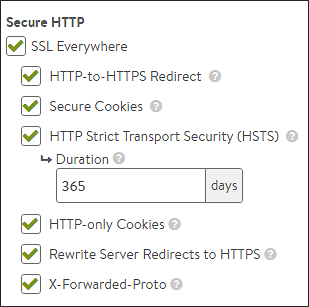 Secure HTTP
SSL Everywhere
HTTP-to-HTTPS Redirect ?
Secure Cookies ?
HTTP Strict Transport Security (HSTS) ?
↳ Duration ?
365 days
HTTP-only Cookies ?
Rewrite Server Redirects to HTTPS ?
X-Forwarded-Proto ?